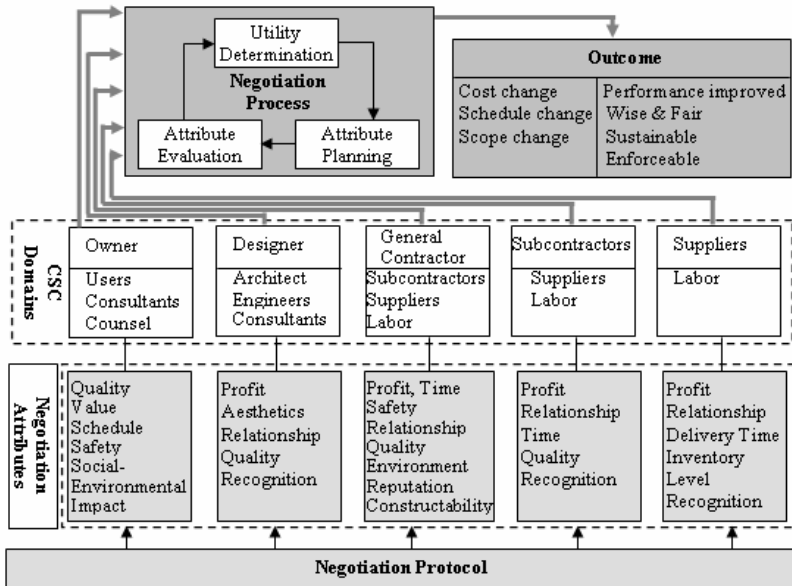 Utility
Determination
Negotiation
Process
Attribute
Evaluation
Attribute
Planning
Outcome
Cost change
Schedule change
Scope change
Performance improved
Wise & Fair
Sustainable
Enforceable
CSC
Domains
Owner
Users
Consultants
Counsel
Designer
Architect
Engineers
Consultants
General
Contractor
Subcontractors
Suppliers
Labor
Subcontractors
Suppliers
Labor
Suppliers
Labor
Negotiation
Attributes
Quality
Value
Schedule
Safety
Social-
Environmental
Impact
Profit
Aesthetics
Relationship
Quality
Recognition
Profit, Time
Safety
Relationship
Quality
Environment
Reputation
Constructability
Profit
Relationship
Time
Quality
Recognition
Profit
Relationship
Delivery Time
Inventory
Level
Recognition
Negotiation Protocol